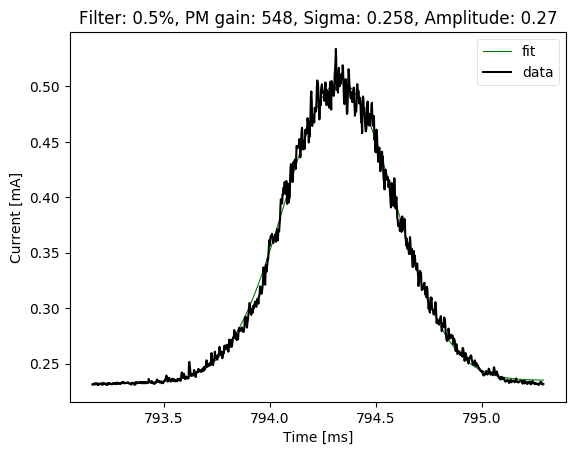 Filter: 0.5%, PM gain: 548, Sigma: 0.258, Amplitude: 0.27
fit
data
Current [mA]
0.50
0.45
0.40
0.35
0.30
0.25
793.5 794.0 794.5 795.0
Time [ms]